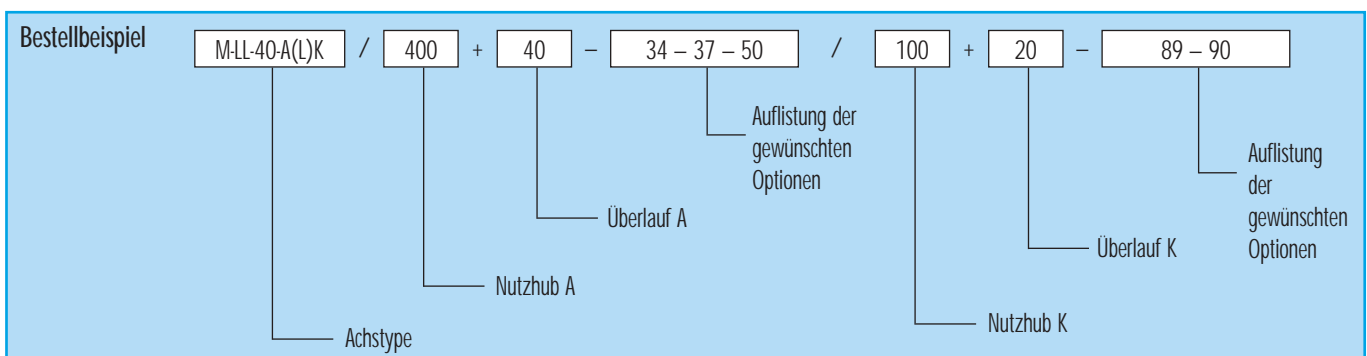 Bestellbeispiel
M-LL-40-A(L)K / 400 + 40 – 34 – 37 – 50 / 100 + 20 – 89 – 90
Auflistung der
gewünschten
Optionen
Auflistung
der
gewünschten
Optionen
Überlauf A
Überlauf K
Nutzhub A
Nutzhub K
Achstype